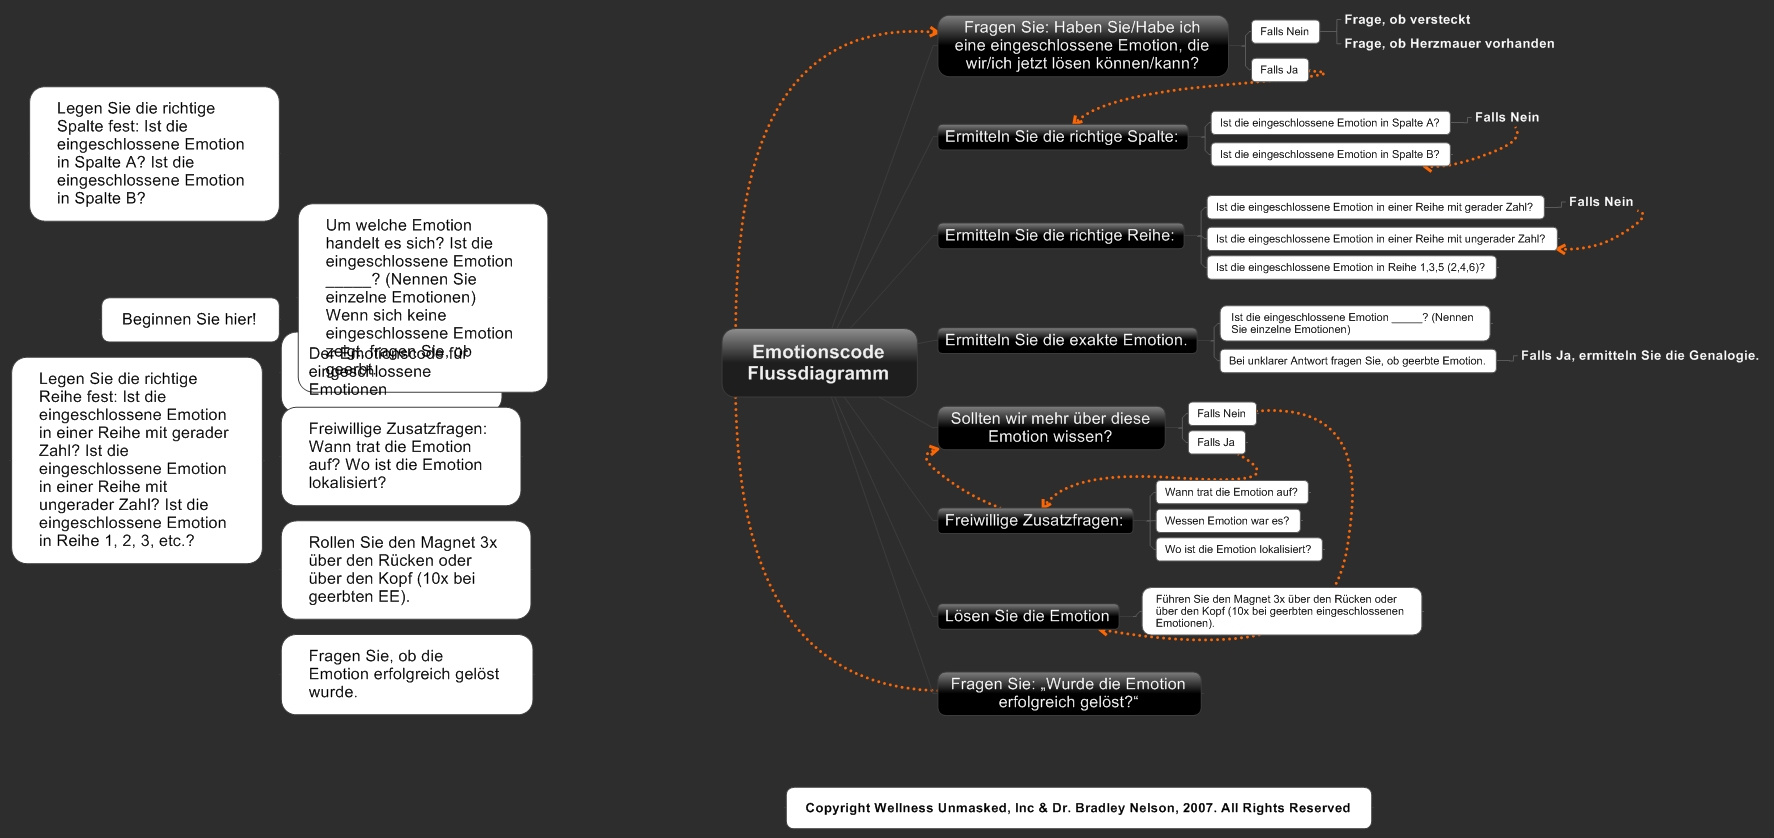 Legen Sie die richtige
Spalte fest: Ist die
eingeschlossene Emotion
in Spalte A? Ist die
eingeschlossene Emotion
in Spalte B?
Um welche Emotion
handelt es sich? Ist die
eingeschlossene Emotion
_____? (Nennen Sie
einzelne Emotionen)
Wenn sich keine
eingeschlossene Emotion
zeigt, fragen Sie, ob
geerbt.
Beginnen Sie hier!
Der Emotionscode für
eingeschlossene
Emotionen
Legen Sie die richtige
Reihe fest: Ist die
eingeschlossene Emotion
in einer Reihe mit gerader
Zahl? Ist die
eingeschlossene Emotion
in einer Reihe mit
ungerader Zahl? Ist die
eingeschlossene Emotion
in Reihe 1, 2, 3, etc.?
Freiwillige Zusatzfragen:
Wann trat die Emotion
auf? Wo ist die Emotion
lokalisiert?
Rollen Sie den Magnet 3x
über den Rücken oder
über den Kopf (10x bei
geerbten EE).
Fragen Sie, ob die
Emotion erfolgreich gelöst
wurde.
Emotionscode
Flussdiagramm
Fragen Sie: Haben Sie/Habe ich
eine eingeschlossene Emotion, die
wir/ich jetzt lösen können/kann?
Falls Nein
Frage, ob versteckt
Frage, ob Herzmauer vorhanden
Falls Ja
Ermitteln Sie die richtige Spalte:
Ist die eingeschlossene Emotion in Spalte A?
Falls Nein
Ist die eingeschlossene Emotion in Spalte B?
Ermitteln Sie die richtige Reihe:
Ist die eingeschlossene Emotion in einer Reihe mit gerader Zahl?
Falls Nein
Ist die eingeschlossene Emotion in einer Reihe mit ungerader Zahl?
Ist die eingeschlossene Emotion in Reihe 1,3,5 (2,4,6)?
Ermitteln Sie die exakte Emotion.
Ist die eingeschlossene Emotion _____? (Nennen
Sie einzelne Emotionen)
Bei unklarer Antwort fragen Sie, ob geerbte Emotion.
Falls Ja, ermitteln Sie die Genalogie.
Sollten wir mehr über diese
Emotion wissen?
Falls Nein
Falls Ja
Freiwillige Zusatzfragen:
Wann trat die Emotion auf?
Wessen Emotion war es?
Wo ist die Emotion lokalisiert?
Lösen Sie die Emotion
Führen Sie den Magnet 3x über den Rücken oder
über den Kopf (10x bei geerbten eingeschlossenen
Emotionen).
Fragen Sie: „Wurde die Emotion
erfolgreich gelöst?“
Copyright Wellness Unmasked, Inc & Dr. Bradley Nelson, 2007. All Rights Reserved